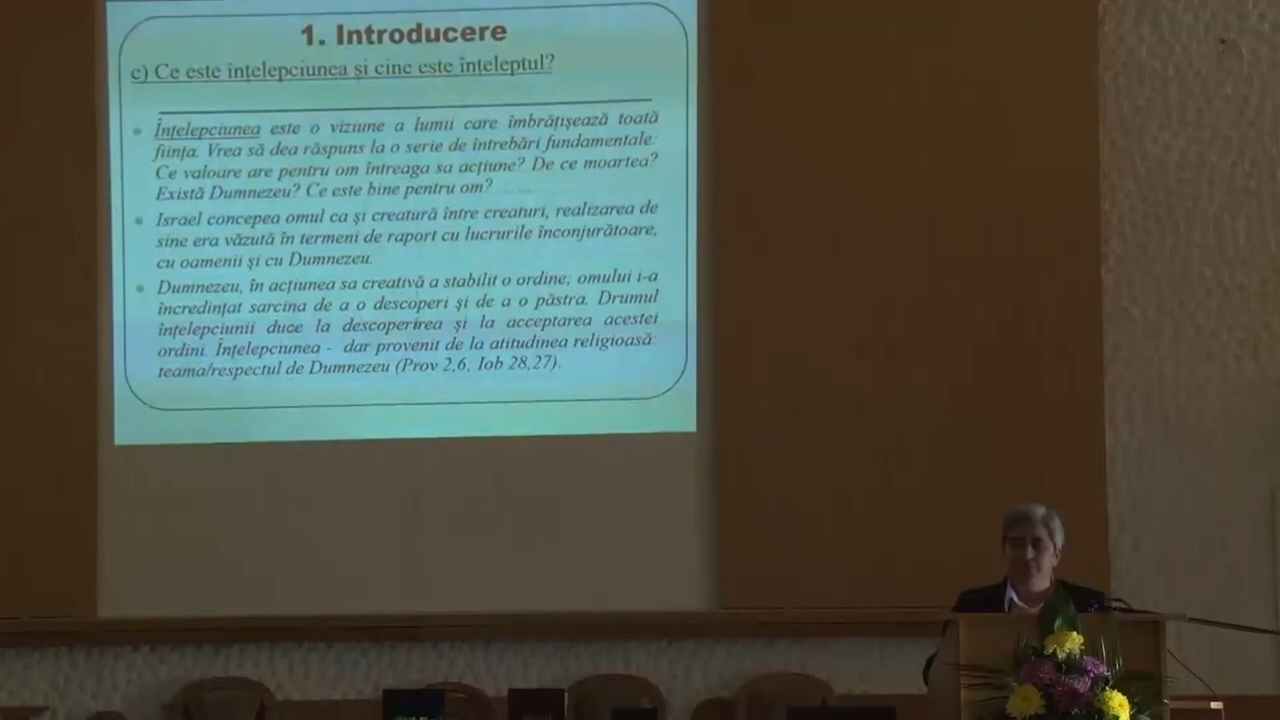 1. Introducere
c) Ce este înțelepciunea și cine este înțeleptul?
Înțelepciunea este o viziune a lumii care îmbrățișează toată
ființa. Vrea să dea răspuns la o serie de întrebări fundamentale:
Ce valoare are pentru om întreaga sa acțiune? De ce moartea?
Există Dumnezeu? Ce este bine pentru om?
Israel concepea omul ca și creatură între creaturi, realizarea de
sine era văzută în termeni de raport cu lucrurile înconjurătoare,
cu oamenii și cu Dumnezeu.
Dumnezeu, în acțiunea sa creativă a stabilit o ordine; omului i-a
încredințat sarcina de a o descoperi și de a o păstra. Drumul
înțelepciunii duce la descoperirea și la acceptarea acestei
ordini. Înțelepciunea - dar provenit de la atitudinea religioasă:
teama/respectul de Dumnezeu (Prov 2,6; Iob 28,27).